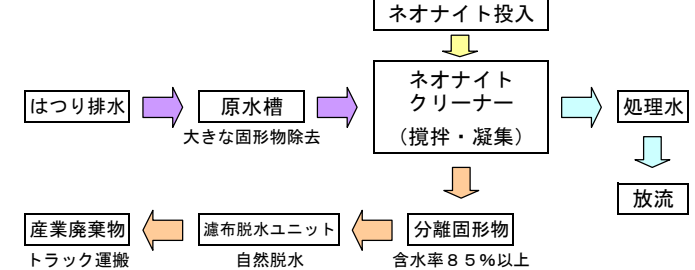 ネオナイト投入
はつり排水
原水槽
大きな固形物除去
ネオナイト
クリーナー
（撹拌・凝集）
処理水
放流
産業廃棄物
トラック運搬
濾布脱水ユニット
自然脱水
分離固形物
含水率８５％以上